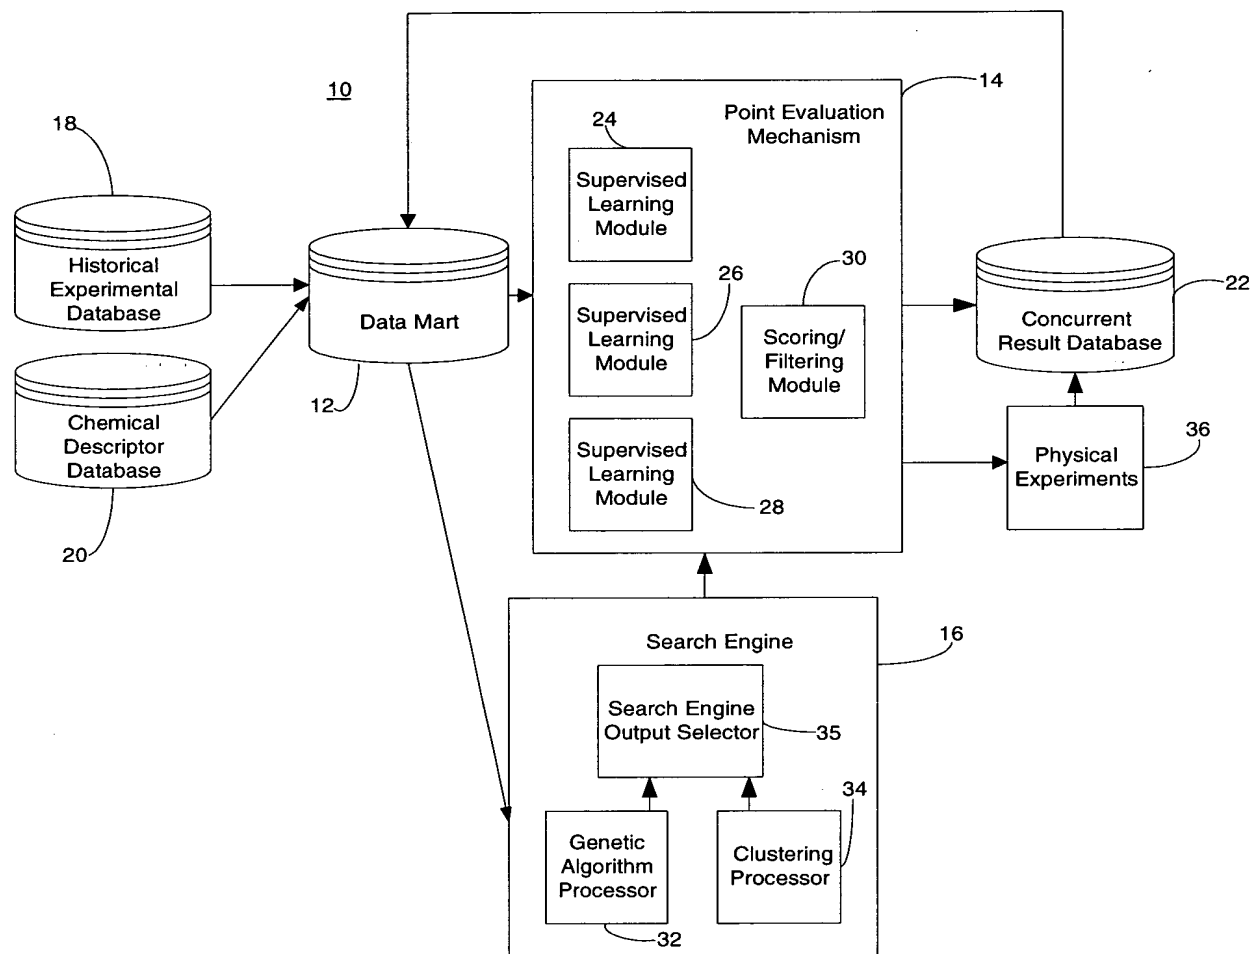 10
14
Point Evaluation
Mechanism
18
24
Supervised
Learning
Module
Historical
Experimental
Database
Data Mart
12
26
Supervised
Learning
Module
30
Scoring/
Filtering
Module
22
Concurrent
Result Database
Chemical
Descriptor
Database
20
Supervised
Learning
Module
28
Physical
Experiments
36
Search Engine
16
Search Engine
Output Selector
35
Genetic
Algorithm
Processor
32
Clustering
Processor
34